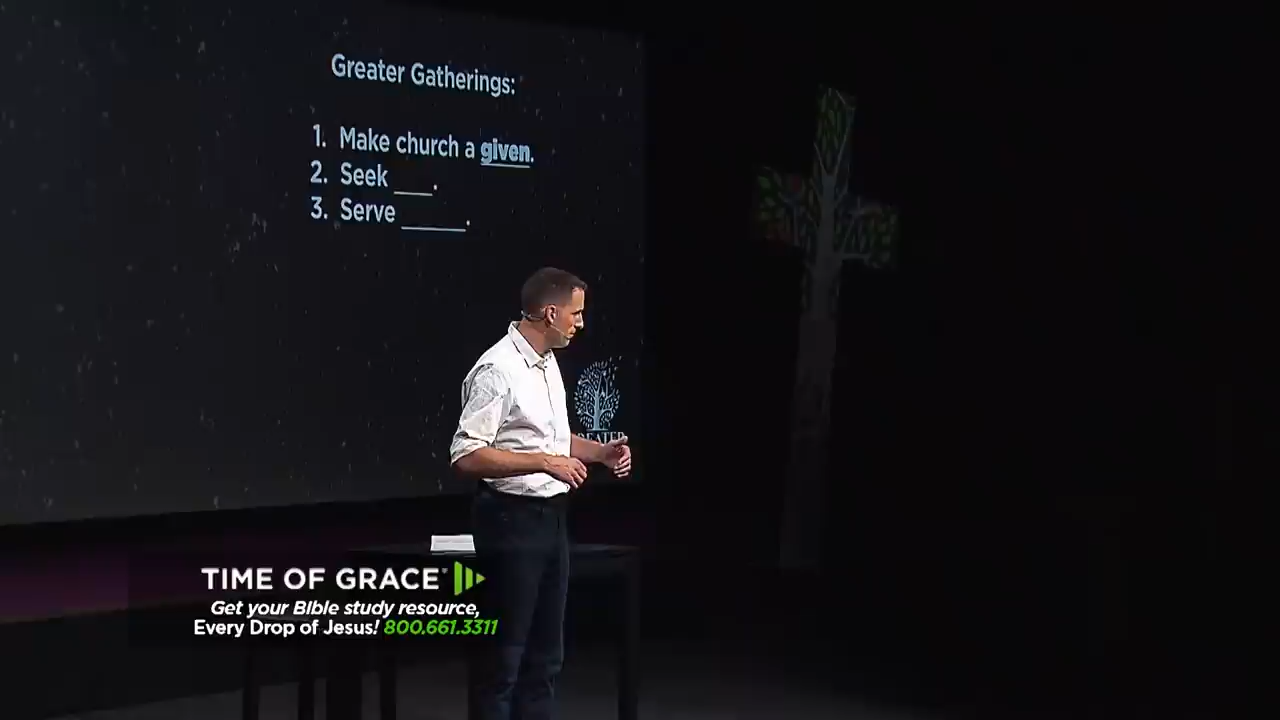 Greater Gatherings:
1. Make church a given.
2. Seek ___.
3. Serve _____.
TIME OF GRACE
Get your Bible study resource,
Every Drop of Jesus! 800.661.3311